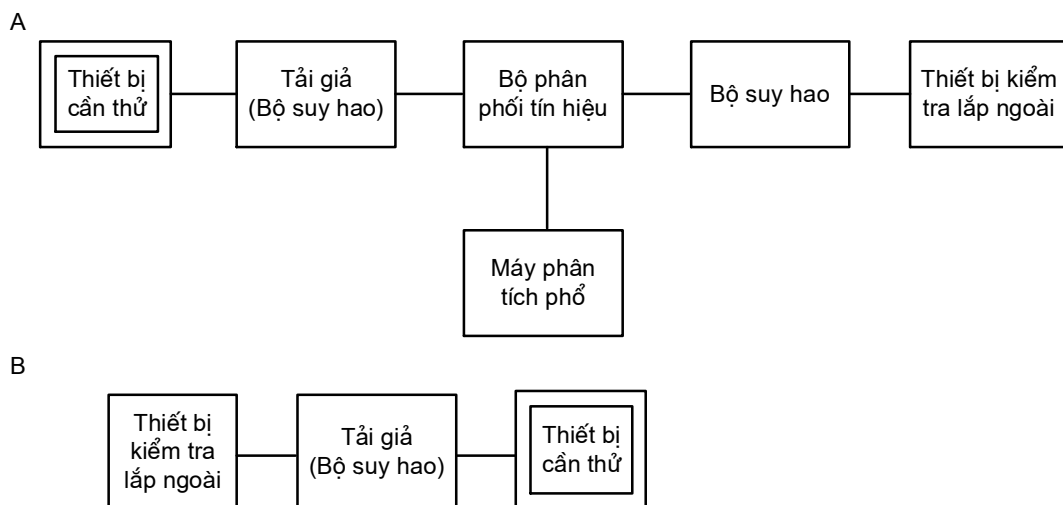 A
Thiết bị
cần thử
Tải giả
(Bộ suy hao)
Bộ phân
phối tín hiệu
Bộ suy hao
Thiết bị kiểm
tra lắp ngoài
Máy phân
tích phổ
B
Thiết bị
kiểm tra
lắp ngoài
Tải giả
(Bộ suy hao)
Thiết bị
cần thử